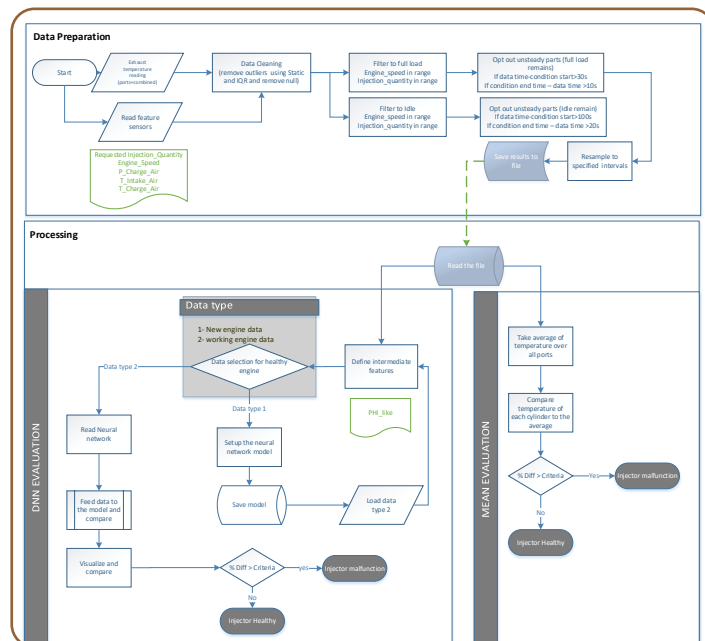 Data Preparation
Start
Exhaust
temperature
reading
(ports+combined)
Data Cleaning
(remove outliers using Static
and IQR and remove null)
Filter to full load
Engine_speed in range
Injection_quantity in range
Opt out unsteady parts (full load
remains)
If data time-condition start>30s
If condition end time – data time >10s
Read feature
sensors
Filter to Idle
Engine_speed in range
Injection_quantity in range
Opt out unsteady parts (Idle remain)
If data time-condition start>100s
If condition end time – data time >20s
Requested Injection_Quantity
Engine_Speed
P_Charge_Air
T_Intake_Air
T_Charge_Air
Save results to
file
Resample to
specified intervals
Processing
Read the file
Data type
1- New engine data
2- working engine data
Data selection for healthy
engine
Define intermediate
features
Data type 2
Data type 1
PHI_like
Read Neural
network
Setup the neural
network model
Feed data to
the model and
compare
Save model
Load data
type 2
Visualize and
compare
% Diff > Criteria
yes
Injector malfunction
No
Injector Healthy
DNN EVALUATION
MEAN EVALUATION
Take average of
temperature over
all ports
Compare
temperature of
each cylinder to the
average
% Diff > Criteria
Yes
Injector malfunction
No
Injector Healthy